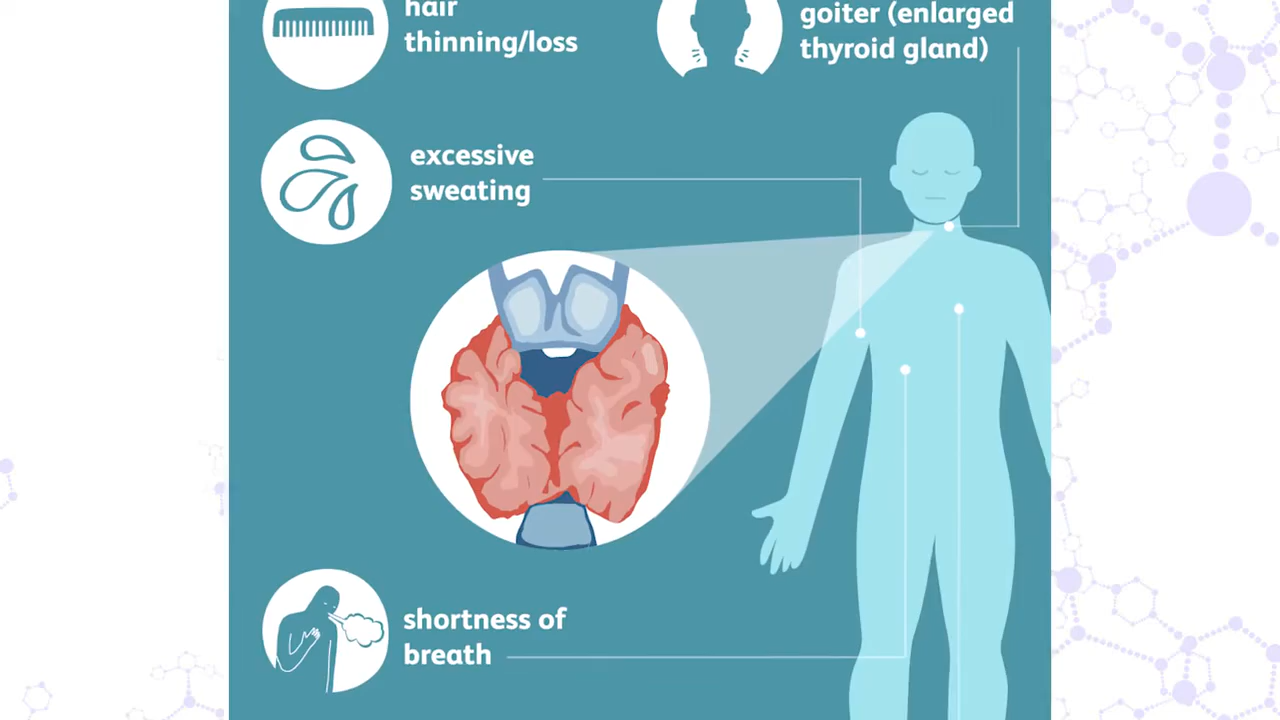 hair
thinning/loss
goiter (enlarged
thyroid gland)
excessive
sweating
shortness of
breath